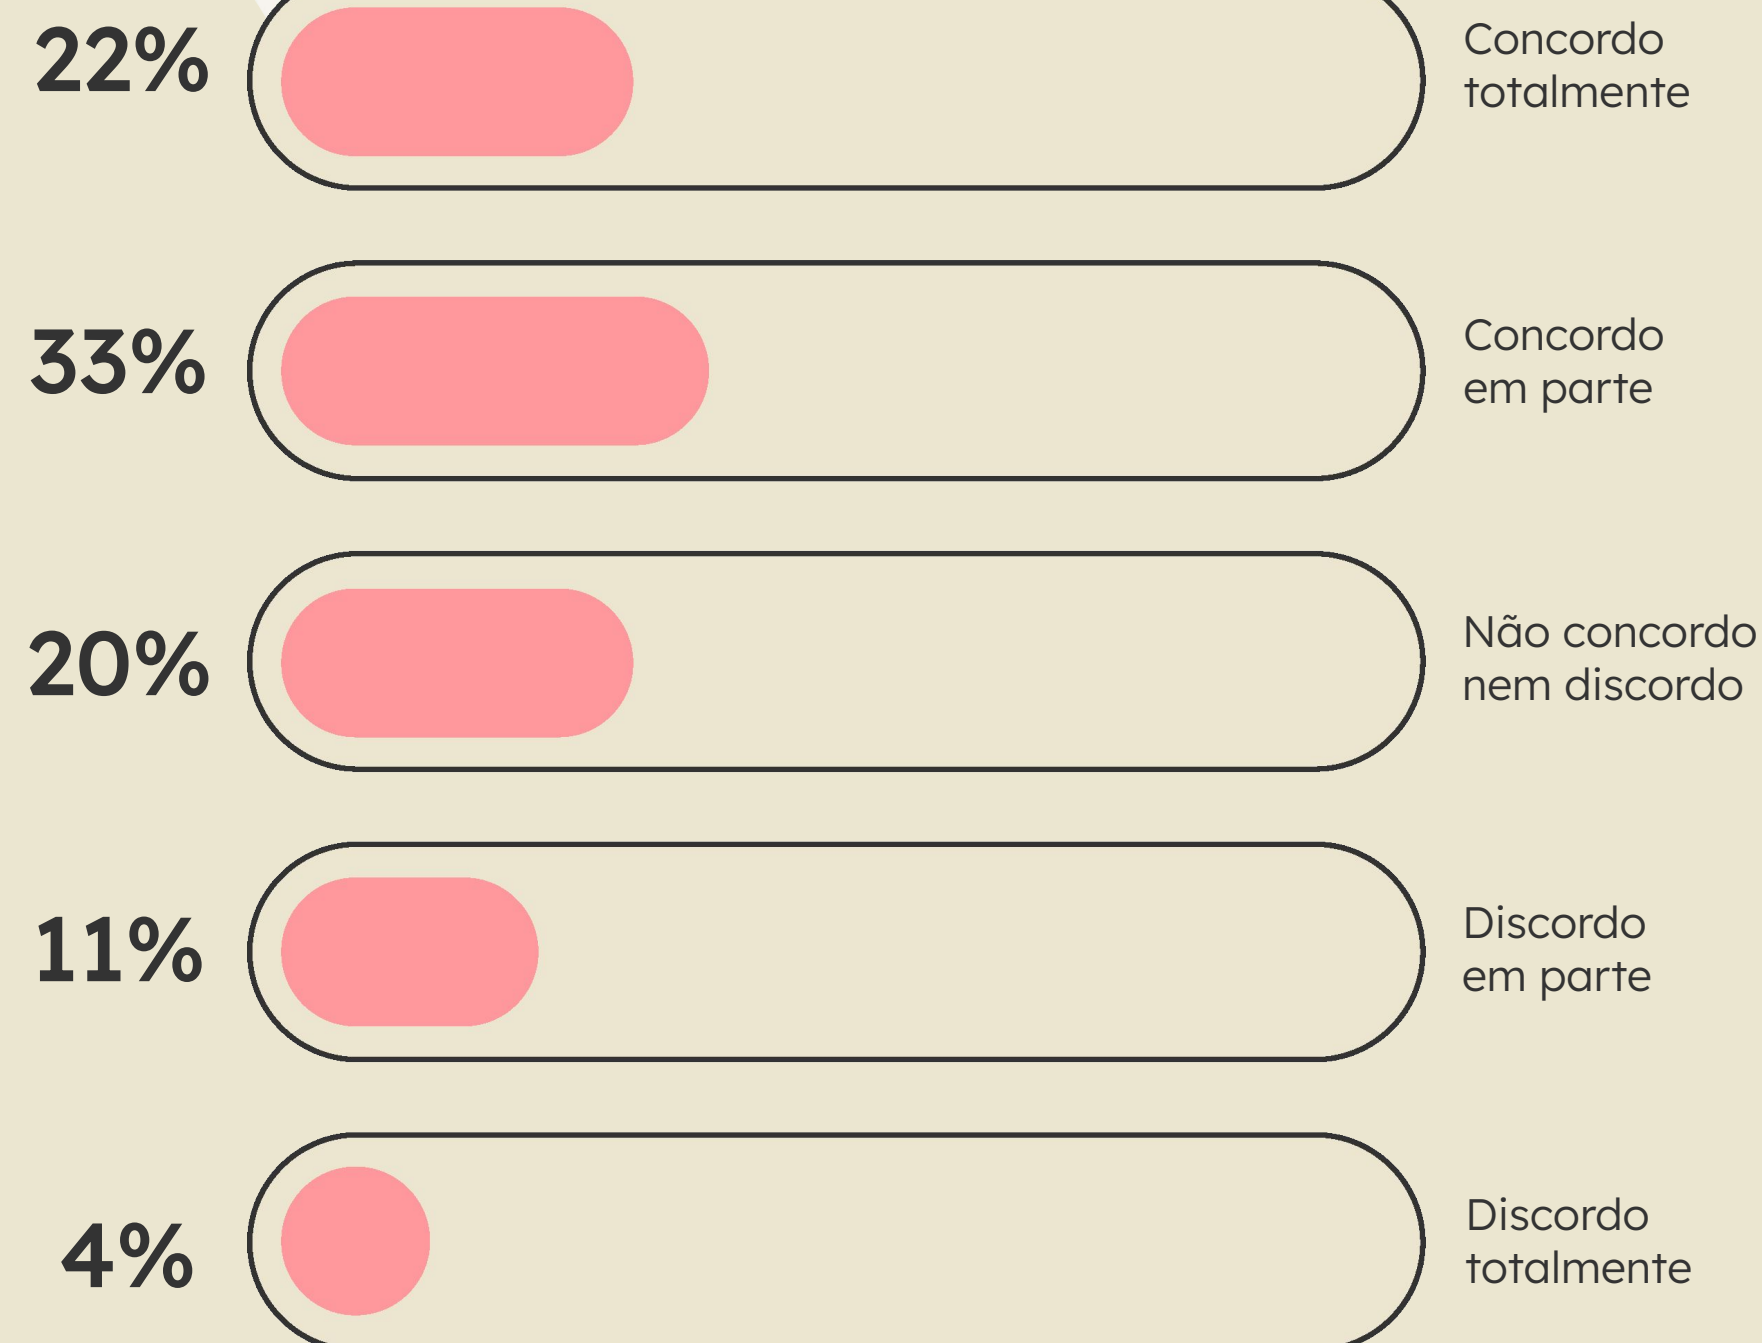 22%
Concordo
totalmente
33%
Concordo
em parte
20%
Não concordo
nem discordo
11%
Discordo
em parte
4%
Discordo
totalmente